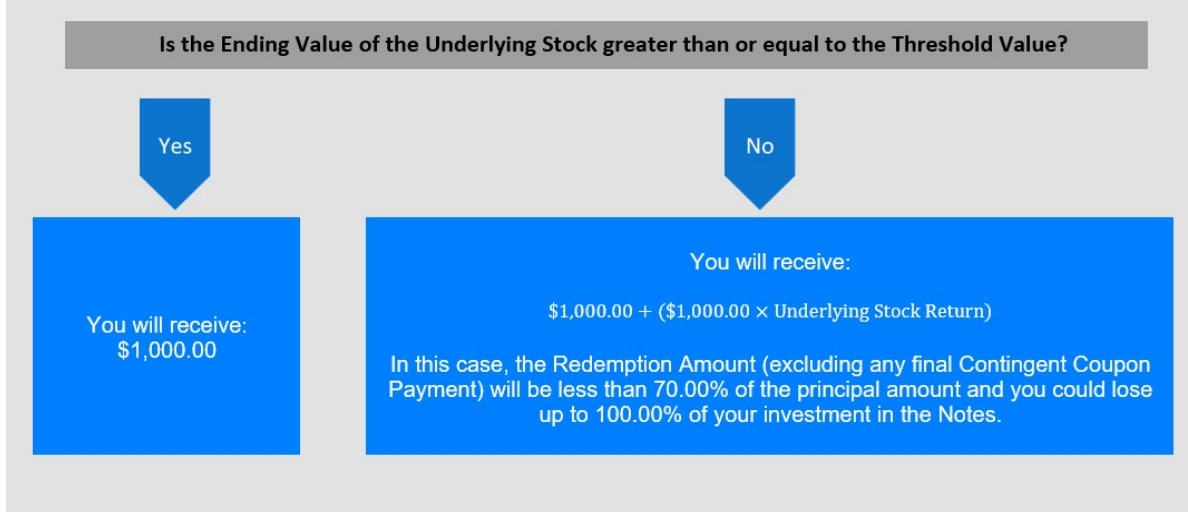 Is the Ending Value of the Underlying Stock greater than or equal to the Threshold Value?
Yes
No
You will receive:
$1,000.00
You will receive:
$1,000.00 + ($1,000.00 × Underlying Stock Return)
In this case, the Redemption Amount (excluding any final Contingent Coupon
Payment) will be less than 70.00% of the principal amount and you could lose
up to 100.00% of your investment in the Notes.